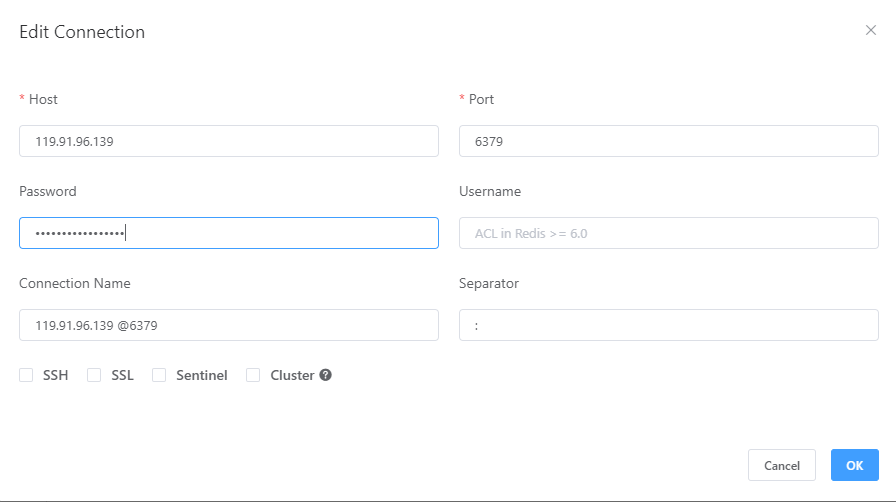 Edit Connection
* Host
* Port
119.91.96.139
6379
Password
Username
•••••••••••••••••
ACL in Redis >= 6.0
Connection Name
Separator
119.91.96.139 @6379
:
SSH
SSL
Sentinel
Cluster ?
Cancel
OK